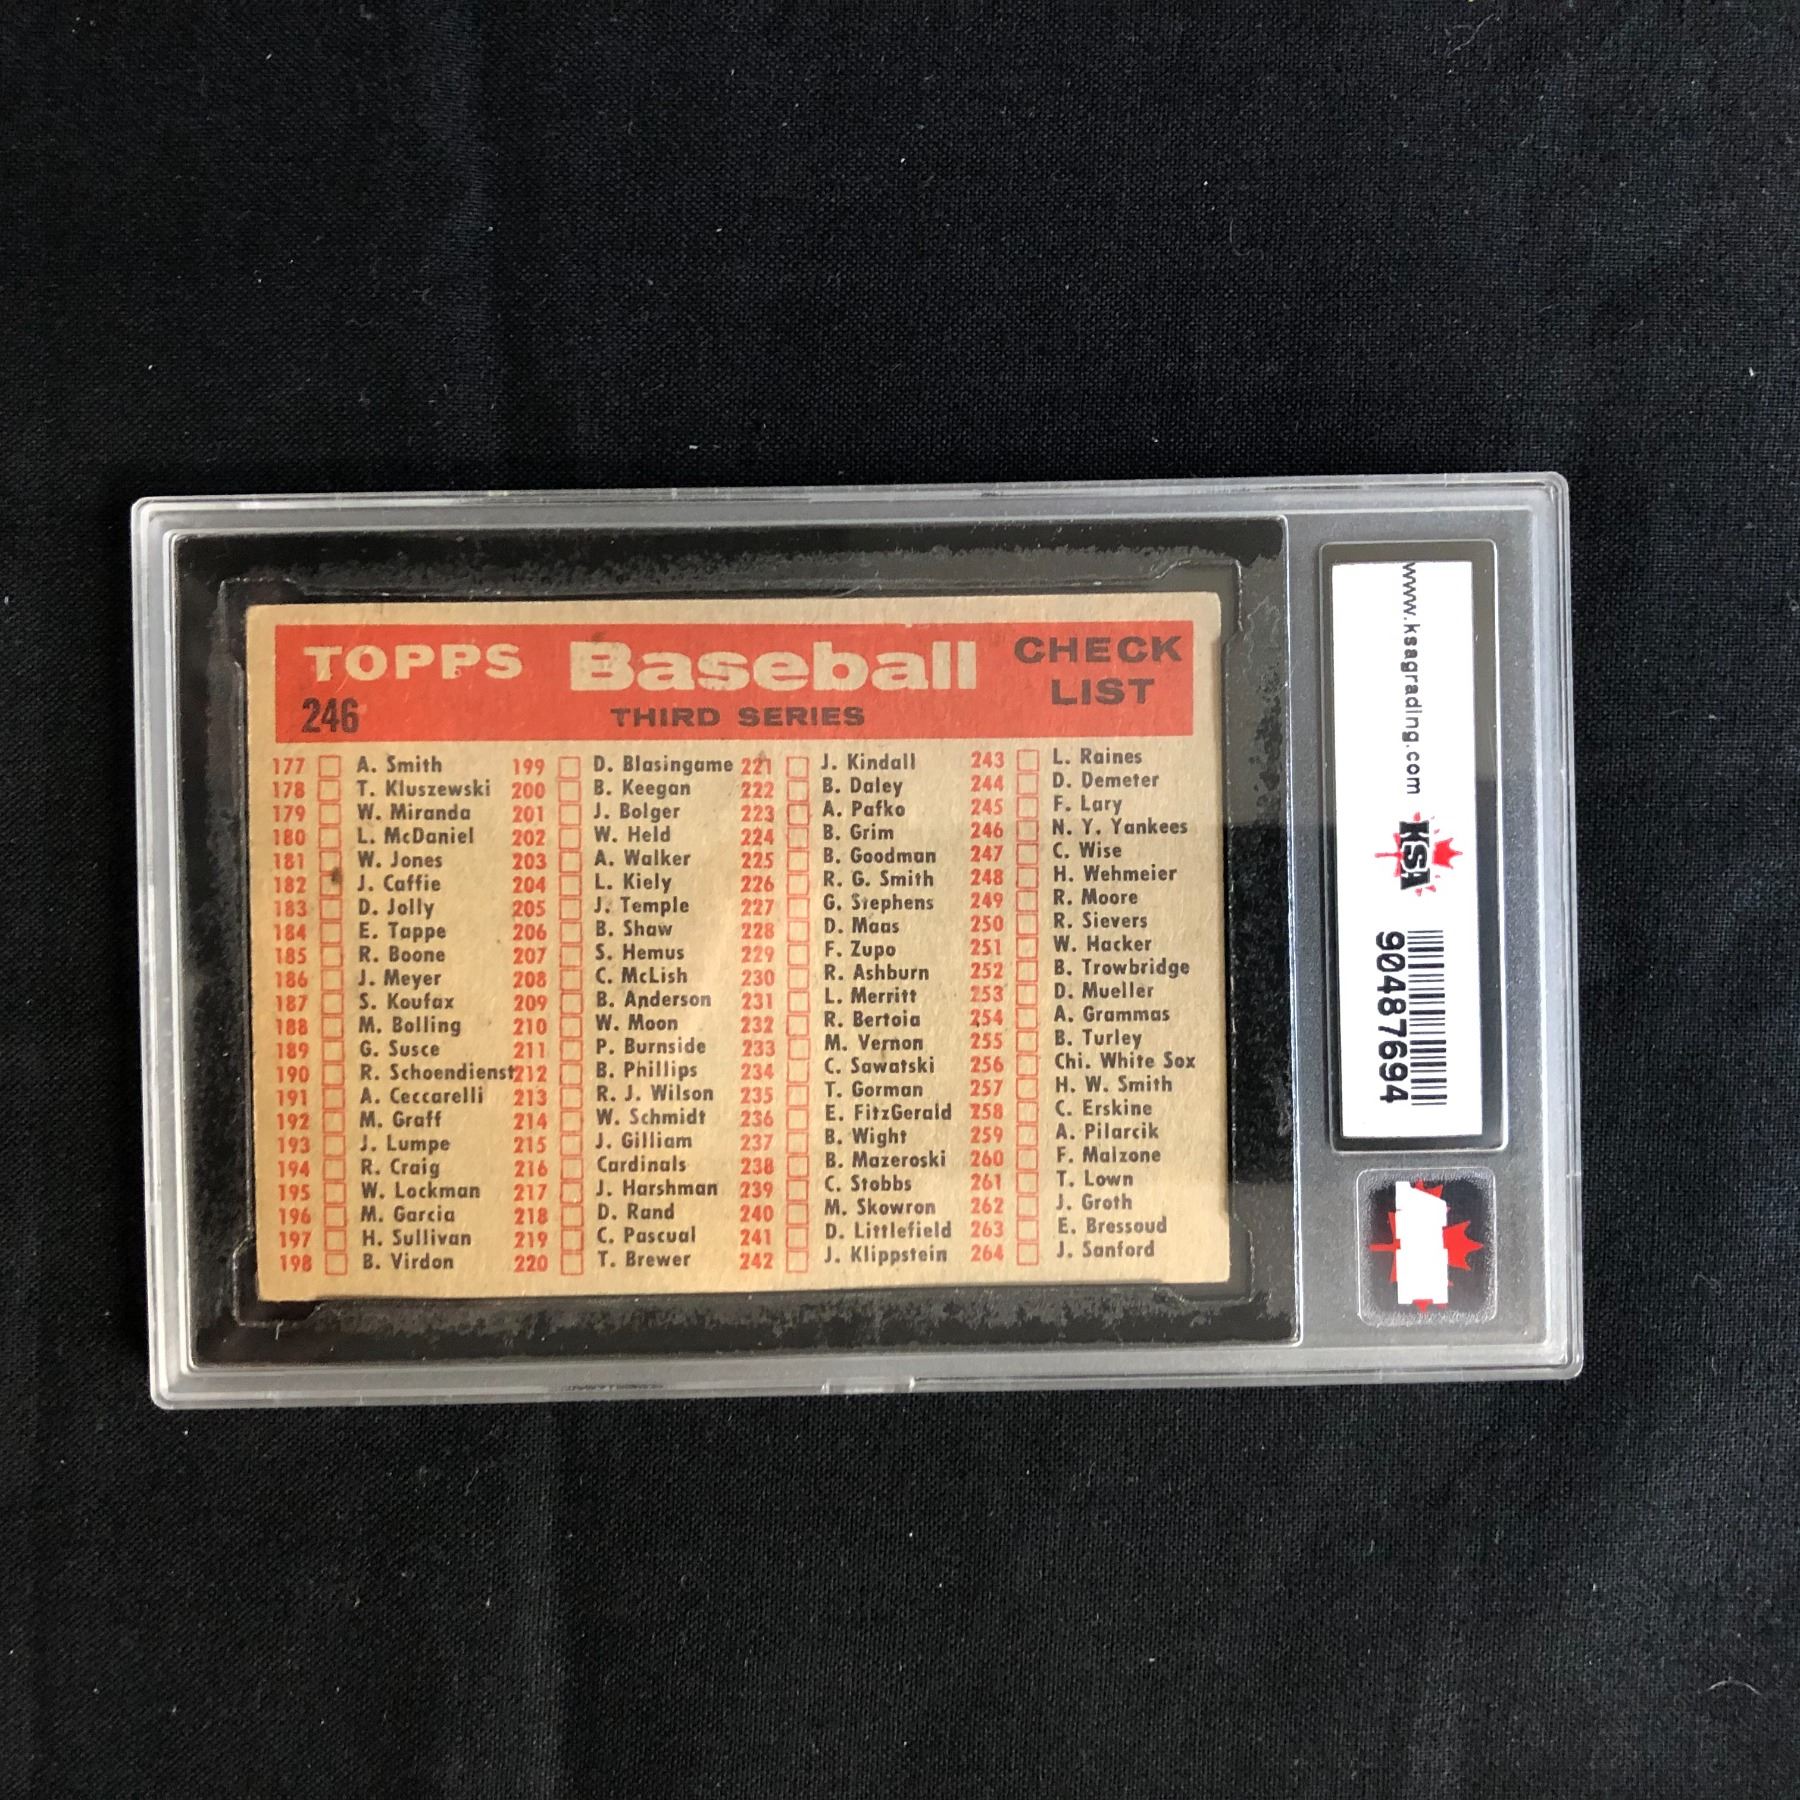 TOPPS Baseball CHECK LIST
246 THIRD SERIES
177 A. Smith 199 D. Blasingame 221 J. Kindall 243 L. Raines
178 T. Kluszewski 200 B. Keegan 222 B. Daley 244 D. Demeter
179 W. Miranda 201 J. Bolger 223 A. Pafko 245 F. Lary
180 L. McDaniel 202 W. Held 224 B. Grim 246 N. Y. Yankees
181 W. Jones 203 A. Walker 225 B. Goodman 247 C. Wise
182 J. Caffie 204 L. Kiely 226 R. G. Smith 248 H. Wehmeier
183 D. Jolly 205 J. Temple 227 G. Stephens 249 R. Moore
184 E. Tappe 206 B. Shaw 228 D. Maas 250 R. Sievers
185 R. Boone 207 S. Hemus 229 F. Zupo 251 W. Hacker
186 J. Meyer 208 C. McLish 230 R. Ashburn 252 B. Trowbridge
187 S. Koufax 209 B. Anderson 231 L. Merritt 253 D. Mueller
188 M. Bolling 210 W. Moon 232 R. Bertoia 254 A. Grammas
189 G. Susce 211 P. Burnside 233 M. Vernon 255 B. Turley
190 R. Schoendienst 212 B. Phillips 234 C. Sawatski 256 Chi. White Sox
191 A. Ceccarelli 213 R. J. Wilson 235 T. Gorman 257 H. W. Smith
192 M. Graff 214 W. Schmidt 236 E. FitzGerald 258 C. Erskine
193 J. Lumpe 215 J. Gilliam 237 B. Wight 259 A. Pilarcik
194 R. Craig 216 Cardinals 238 B. Mazeroski 260 F. Malzone
195 W. Lockman 217 J. Harshman 239 C. Stobbs 261 T. Lown
196 M. Garcia 218 D. Rand 240 M. Skowron 262 J. Groth
197 H. Sullivan 219 C. Pascual 241 D. Littlefield 263 E. Bressoud
198 B. Virdon 220 T. Brewer 242 J. Klippstein 264 J. Sanford
www.ksagrading.com
KSA
904487694